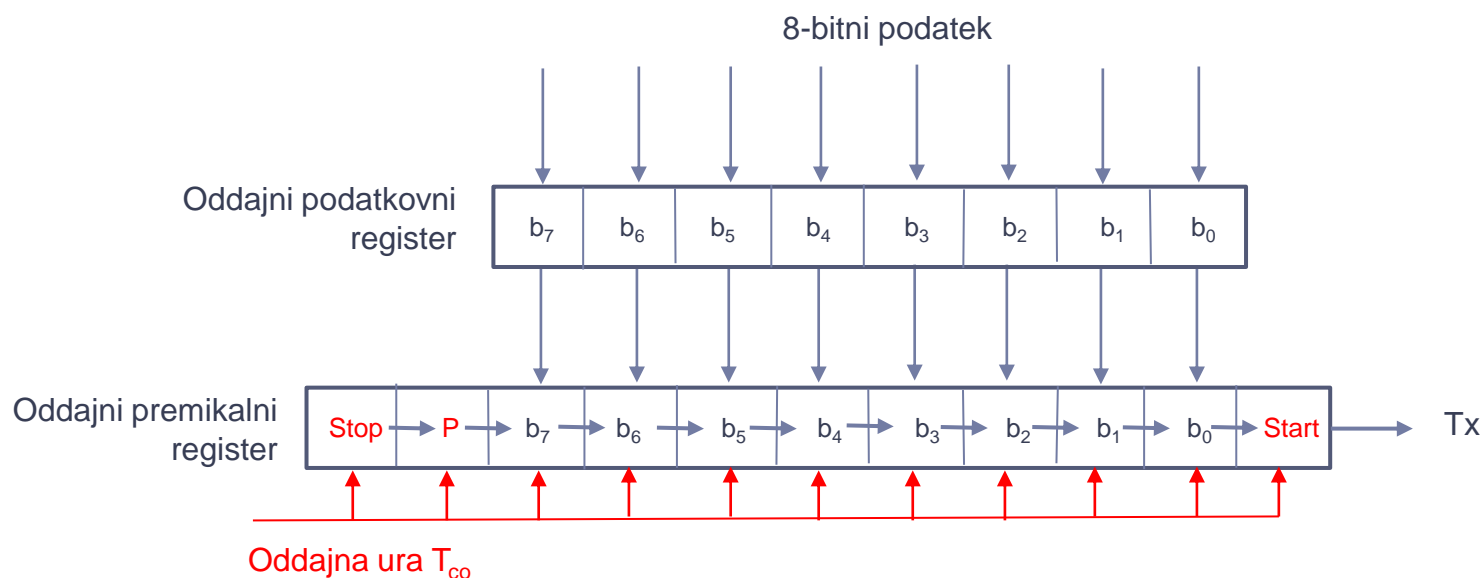 8-bitni podatek
Oddajni podatkovni
register
b₇ b₆ b₅ b₄ b₃ b₂ b₁ b₀
Oddajni premikalni
register
Stop P b₇ b₆ b₅ b₄ b₃ b₂ b₁ b₀ Start
Tx
Oddajna ura T_co